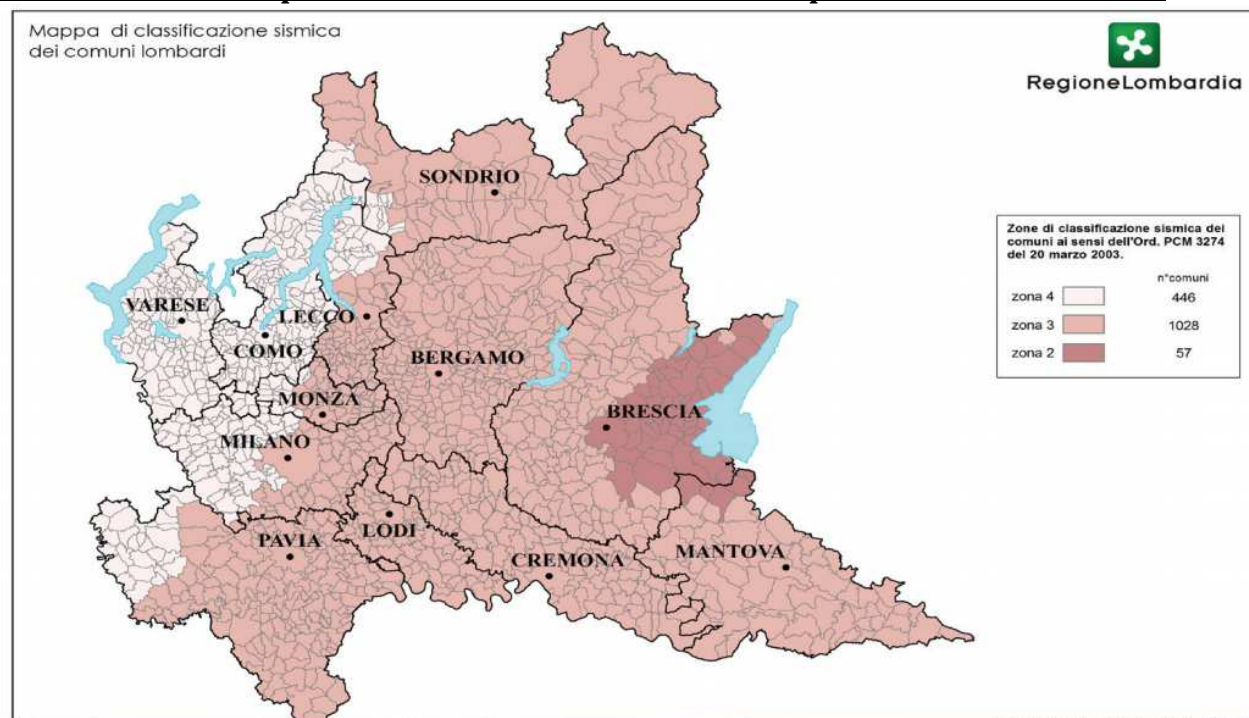 Mappa di classificazione sismica
dei comuni lombardi
RegioneLombardia
SONDRIO
VARESE
LECCO
COMO
BERGAMO
MONZA
BRESCIA
MILANO
LODI
PAVIA
CREMONA
MANTOVA
Zone di classificazione sismica dei
comuni ai sensi dell'Ord. PCM 3274
del 20 marzo 2003.
n°comuni
zona 4 446
zona 3 1028
zona 2 57